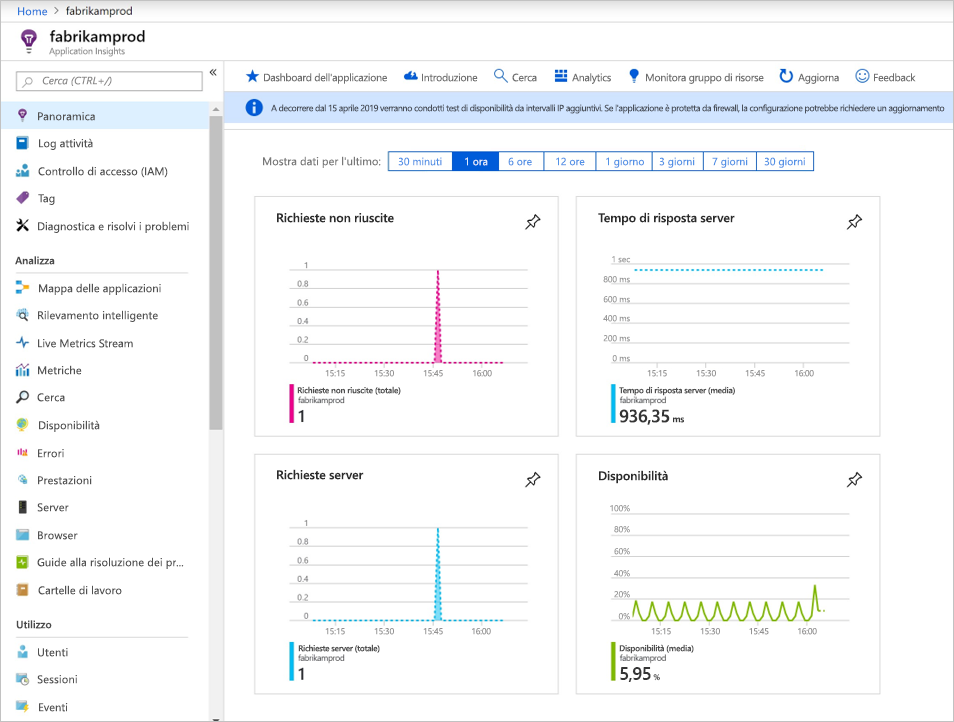 Home > fabrikamprod
fabrikamprod
Application Insights
Cerca (CTRL+/)
«
Panoramica
Log attività
Controllo di accesso (IAM)
Tag
Diagnostica e risolvi i problemi
Analizza
Mappa delle applicazioni
Rilevamento intelligente
Live Metrics Stream
Metriche
Cerca
Disponibilità
Errori
Prestazioni
Server
Browser
Guide alla risoluzione dei pr...
Cartelle di lavoro
Utilizzo
Utenti
Sessioni
Eventi
Dashboard dell'applicazione Introduzione Cerca Analytics Monitora gruppo di risorse Aggiorna Feedback
A decorrere dal 15 aprile 2019 verranno condotti test di disponibilità da intervalli IP aggiuntivi. Se l'applicazione è protetta da firewall, la configurazione potrebbe richiedere un aggiornamento
Mostra dati per l'ultimo: 30 minuti 1 ora 6 ore 12 ore 1 giorno 3 giorni 7 giorni 30 giorni
Richieste non riuscite
1
0.8
0.6
0.4
0.2
0
15:15 15:30 15:45 16:00
Richieste non riuscite (totale)
fabrikamprod
1
Tempo di risposta server
1 sec
800 ms
600 ms
400 ms
200 ms
0 ms
15:15 15:30 15:45 16:00
Tempo di risposta server (media)
fabrikamprod
936,35 ms
Richieste server
1
0.8
0.6
0.4
0.2
0
15:15 15:30 15:45 16:00
Richieste server (totale)
fabrikamprod
1
Disponibilità
100%
80%
60%
40%
20%
0%
15:15 15:30 15:45 16:00
Disponibilità (media)
fabrikamprod
5,95 %